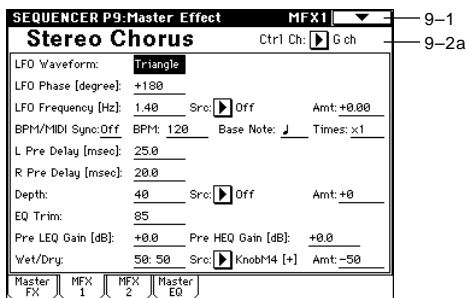 SEQUENCER P9:Master Effect MFX1
9–1
Stereo Chorus Ctrl Ch: G ch
9–2a
LFO Waveform: Triangle
LFO Phase [degree]: +180
LFO Frequency [Hz]: 1.40 Src: Off Amt: +0.00
BPM/MIDI Sync: Off BPM: 120 Base Note: ♩ Times: x1
L Pre Delay [msec]: 25.0
R Pre Delay [msec]: 20.0
Depth: 40 Src: Off Amt: +0
EQ Trim: 85
Pre LEQ Gain [dB]: +0.0 Pre HEQ Gain [dB]: +0.0
Wet/Dry: 50: 50 Src: KnobM4 [+] Amt: -50
Master FX MFX 1 MFX 2 Master EQ